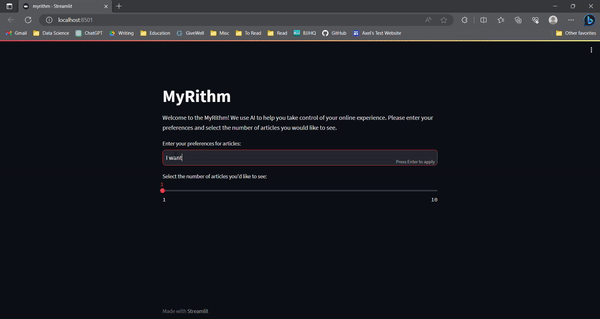 myrithm · Streamlit
localhost:8501
Gmail Data Science ChatGPT Writing Education GiveWell Misc To Read Read BJJHQ GitHub Axel's Test Website Other favorites
MyRithm
Welcome to the MyRithm! We use AI to help you take control of your online experience. Please enter your
preferences and select the number of articles you would like to see.
Enter your preferences for articles:
I want
Press Enter to apply
Select the number of articles you'd like to see:
1
1 10
Made with Streamlit